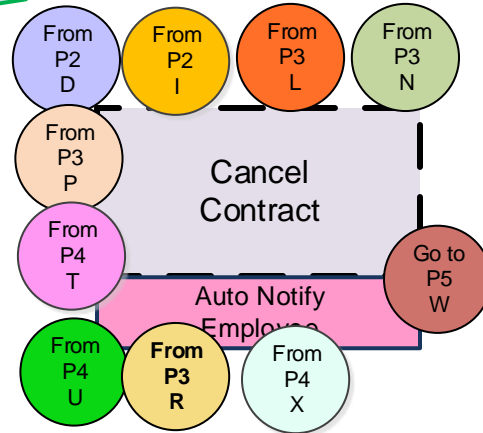 From
P2
D
From
P2
I
From
P3
L
From
P3
N
From
P3
P
Cancel
Contract
From
P4
T
Go to
P5
W
Auto Notify
Employee
From
P4
U
From
P3
R
From
P4
X